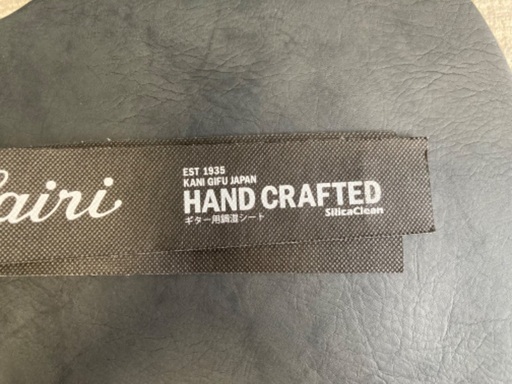 airi
EST 1935
KANI GIFU JAPAN
HAND CRAFTED
SilicaClean
ギター用調湿シート